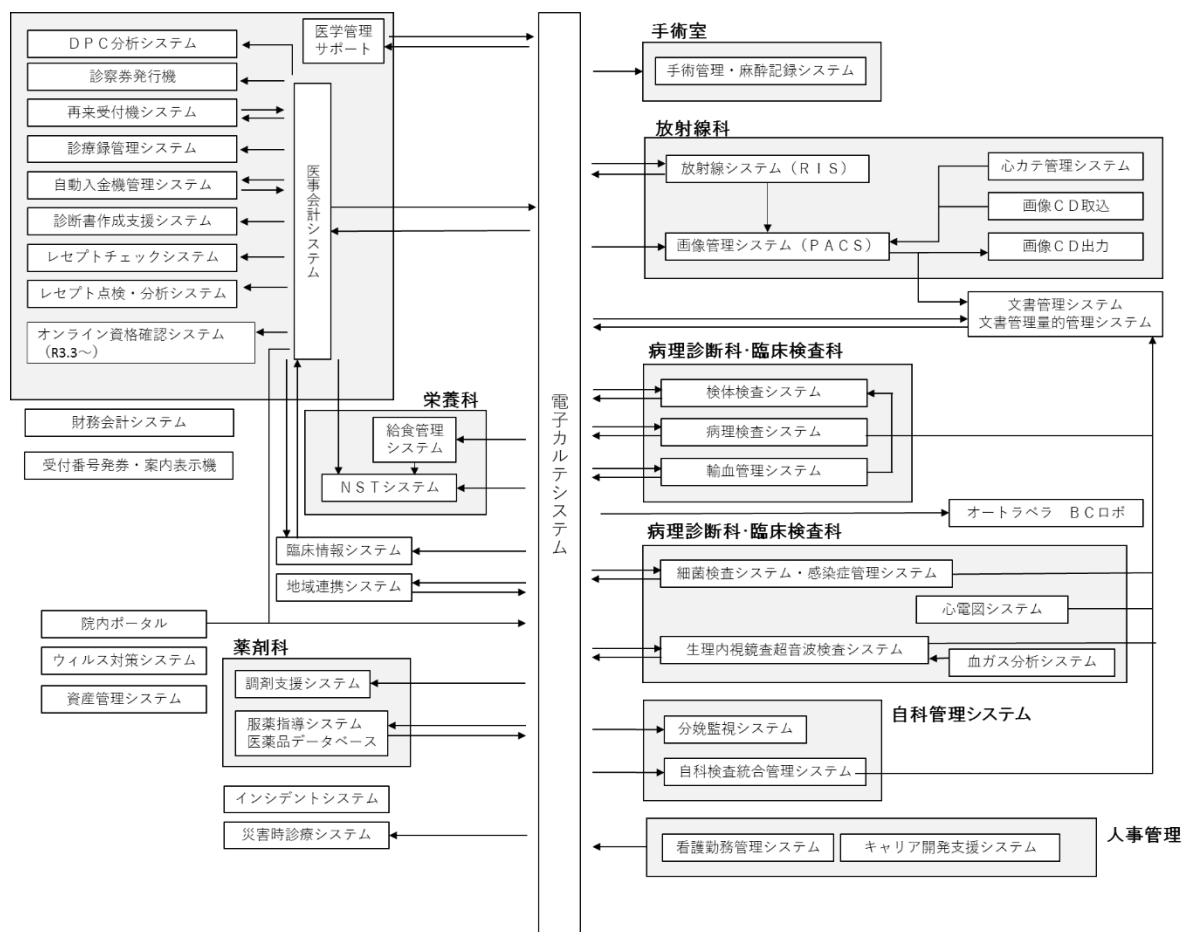 医学管理
サポート
ＤＰＣ分析システム
診察券発行機
再来受付機システム
診療録管理システム
自動入金機管理システム
診断書作成支援システム
レセプトチェックシステム
レセプト点検・分析システム
オンライン資格確認システム
（R3.3～）
医事会計システム
財務会計システム
受付番号発券・案内表示機
栄養科
給食管理
システム
ＮＳＴシステム
臨床情報システム
地域連携システム
院内ポータル
ウィルス対策システム
資産管理システム
薬剤科
調剤支援システム
服薬指導システム
医薬品データベース
インシデントシステム
災害時診療システム
電子カルテシステム
手術室
手術管理・麻酔記録システム
放射線科
放射線システム（ＲＩＳ）
心カテ管理システム
画像ＣＤ取込
画像管理システム（ＰＡＣＳ）
画像ＣＤ出力
文書管理システム
文書管理量的管理システム
病理診断科･臨床検査科
検体検査システム
病理検査システム
輸血管理システム
オートラベラ　ＢＣロボ
病理診断科･臨床検査科
細菌検査システム・感染症管理システム
心電図システム
生理内視鏡査超音波検査システム
血ガス分析システム
自科管理システム
分娩監視システム
自科検査統合管理システム
人事管理
看護勤務管理システム
キャリア開発支援システム